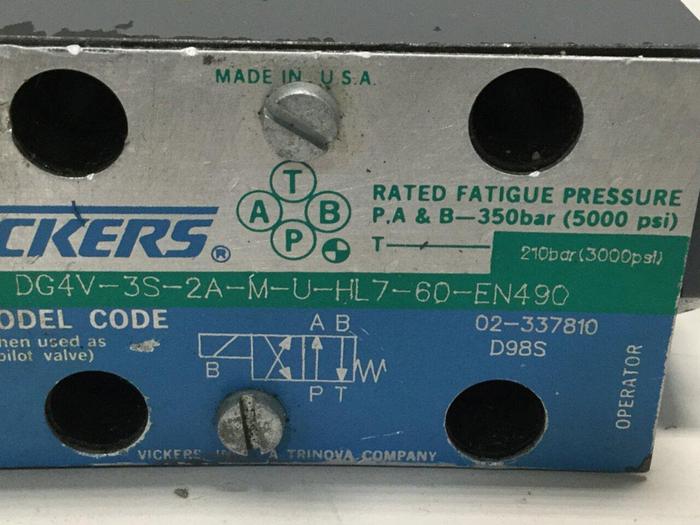 MADE IN U.S.A.
T
A B
P
CKERS®
RATED FATIGUE PRESSURE
P,A & B—350bar (5000 psi)
T— 210bar(3000psi)
DG4V-3S-2A-M-U-HL7-60-EN490
ODEL CODE
hen used as
pilot valve)
A B
B
P T
02-337810
D98S
OPERATOR
VICKERS, A TRINOVA COMPANY